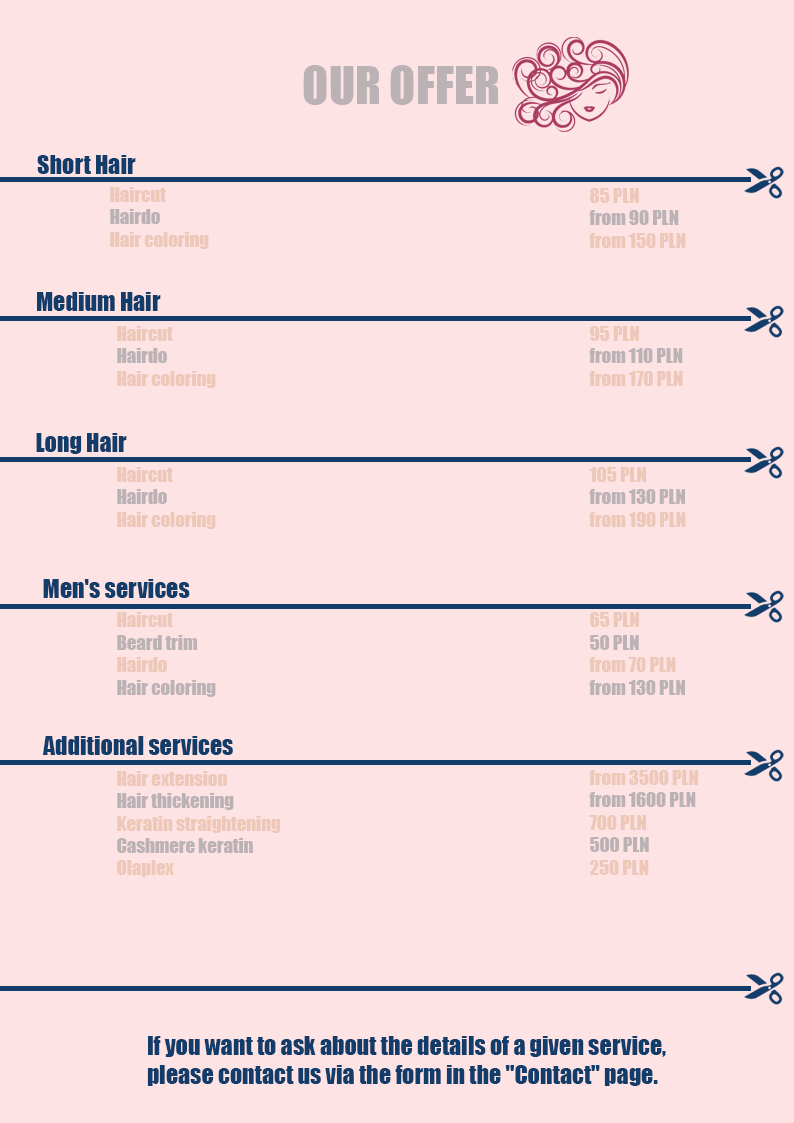 OUR OFFER
Short Hair
Haircut 85 PLN
Hairdo from 90 PLN
Hair coloring from 150 PLN
Medium Hair
Haircut 95 PLN
Hairdo from 110 PLN
Hair coloring from 170 PLN
Long Hair
Haircut 105 PLN
Hairdo from 130 PLN
Hair coloring from 190 PLN
Men's services
Haircut 65 PLN
Beard trim 50 PLN
Hairdo from 70 PLN
Hair coloring from 130 PLN
Additional services
Hair extension from 3500 PLN
Hair thickening from 1600 PLN
Keratin straightening 700 PLN
Cashmere keratin 500 PLN
Olaplex 250 PLN
If you want to ask about the details of a given service,
please contact us via the form in the "Contact" page.